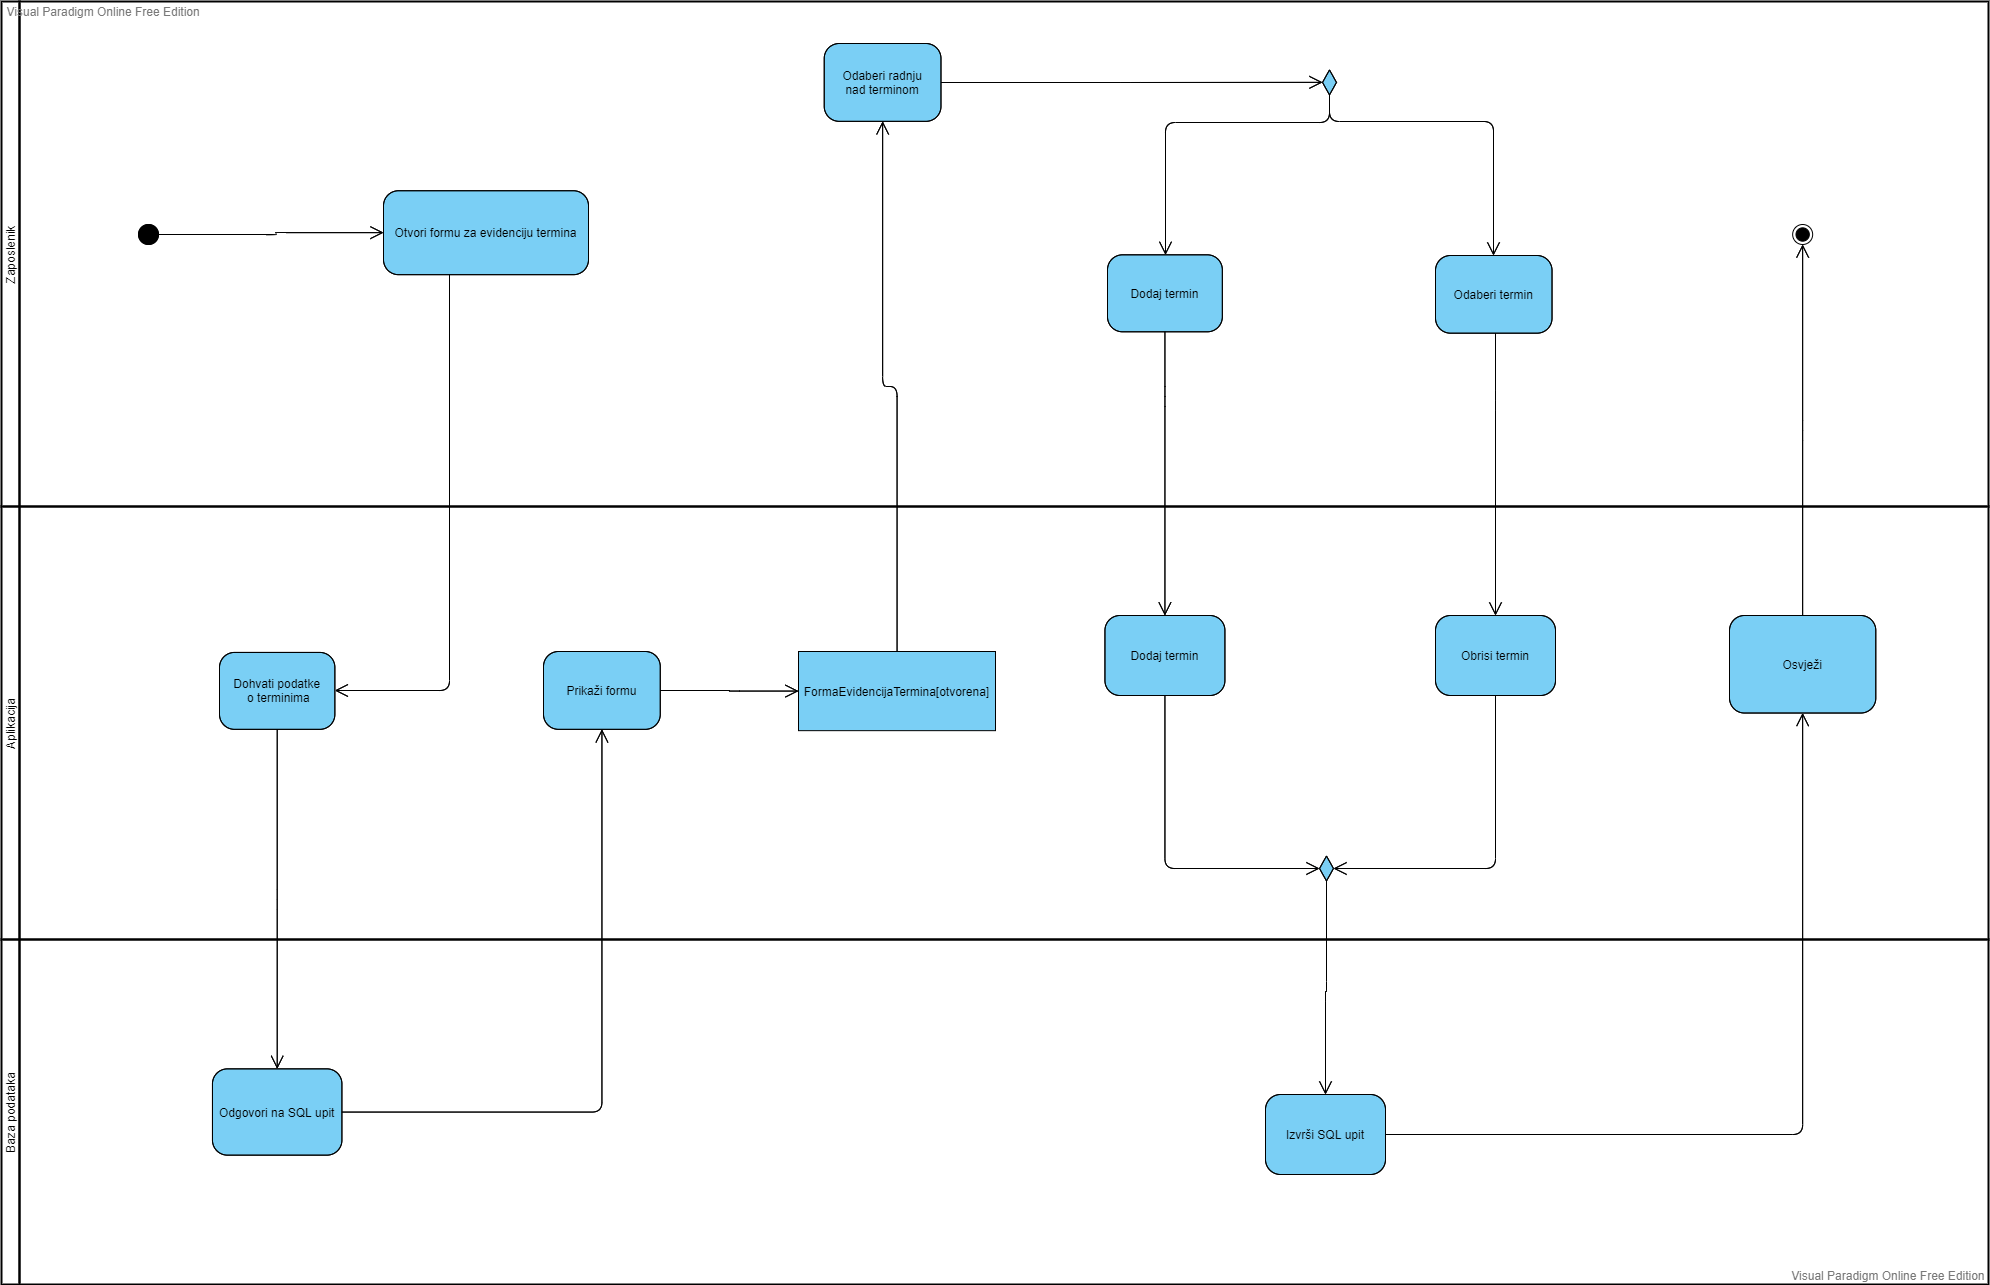 Visual Paradigm Online Free Edition
Zaposlenik
Odaberi radnju
nad terminom
Otvori formu za evidenciju termina
Dodaj termin
Odaberi termin
Aplikacija
Dohvati podatke
o terminima
Prikaži formu
FormaEvidencijaTermina[otvorena]
Dodaj termin
Obrisi termin
Osvježi
Baza podataka
Odgovori na SQL upit
Izvrši SQL upit
Visual Paradigm Online Free Edition